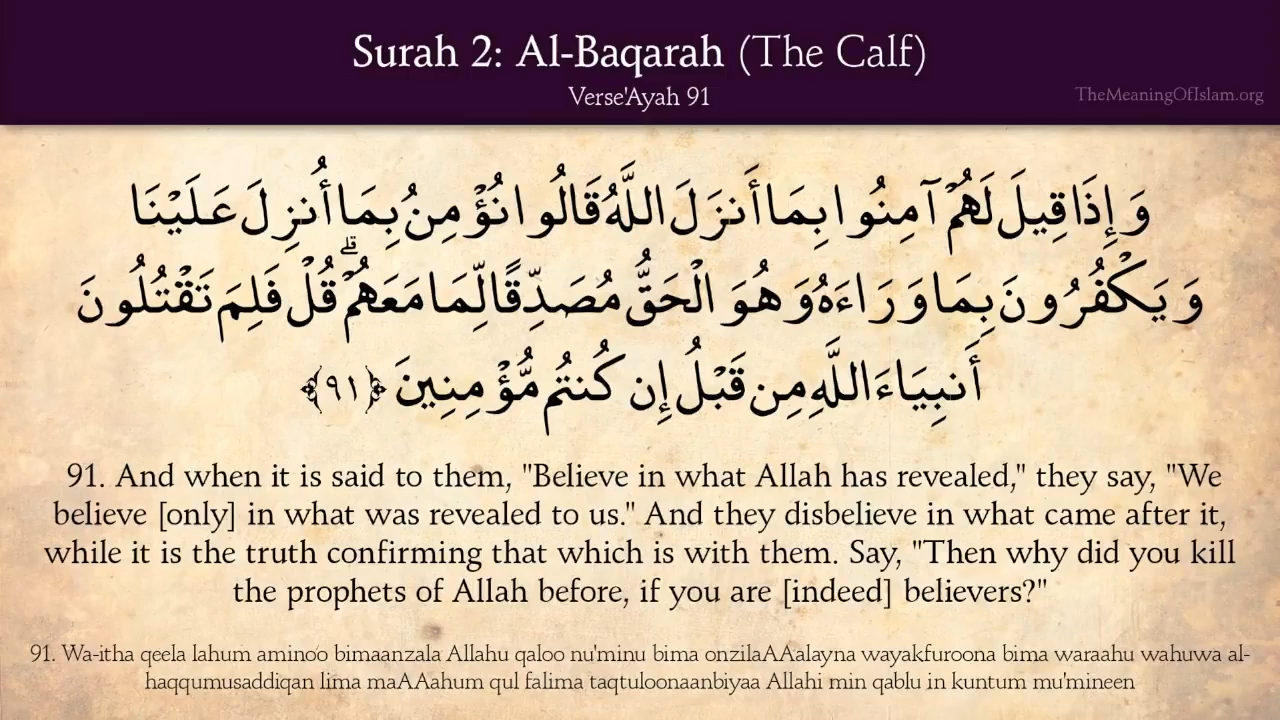 Surah 2: Al-Baqarah (The Calf)
Verse'Ayah 91
TheMeaningOfIslam.org
وَإِذَا قِيلَ لَهُمْ آمِنُوا بِمَا أَنزَلَ اللَّهُ قَالُوا نُؤْمِنُ بِمَا أُنزِلَ عَلَيْنَا
وَيَكْفُرُونَ بِمَا وَرَاءَهُ وَهُوَ الْحَقُّ مُصَدِّقًا لِّمَا مَعَهُمْ ۗ قُلْ فَلِمَ تَقْتُلُونَ
أَنبِيَاءَ اللَّهِ مِن قَبْلُ إِن كُنتُم مُّؤْمِنِينَ ﴿٩١﴾
91. And when it is said to them, "Believe in what Allah has revealed," they say, "We
believe [only] in what was revealed to us." And they disbelieve in what came after it,
while it is the truth confirming that which is with them. Say, "Then why did you kill
the prophets of Allah before, if you are [indeed] believers?"
91. Wa-itha qeela lahum aminoo bimaanzala Allahu qaloo nu'minu bima onzilaAAalayna wayakfuroona bima waraahu wahuwa al-
haqqumusaddiqan lima maAAahum qul falima taqtuloonaanbiyaa Allahi min qablu in kuntum mu'mineen